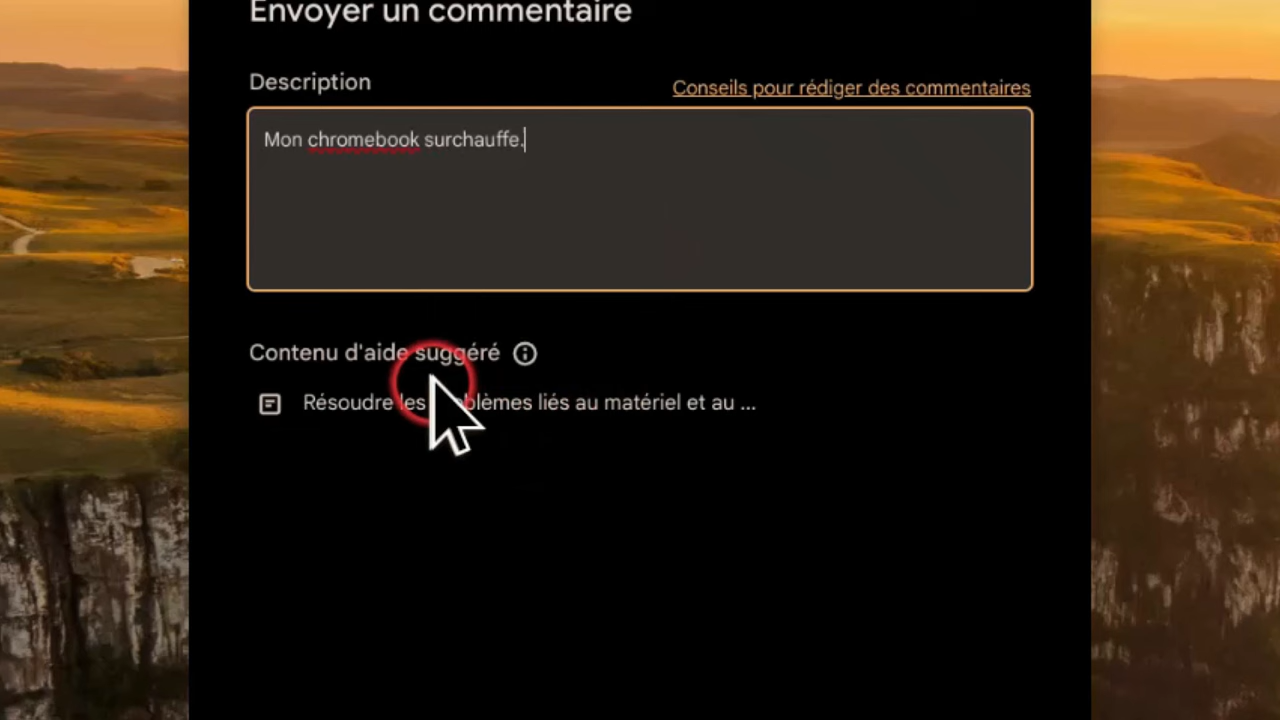 Envoyer un commentaire
Description
Conseils pour rédiger des commentaires
Mon chromebook surchauffe.
Contenu d'aide suggéré
Résoudre les problèmes liés au matériel et au ...